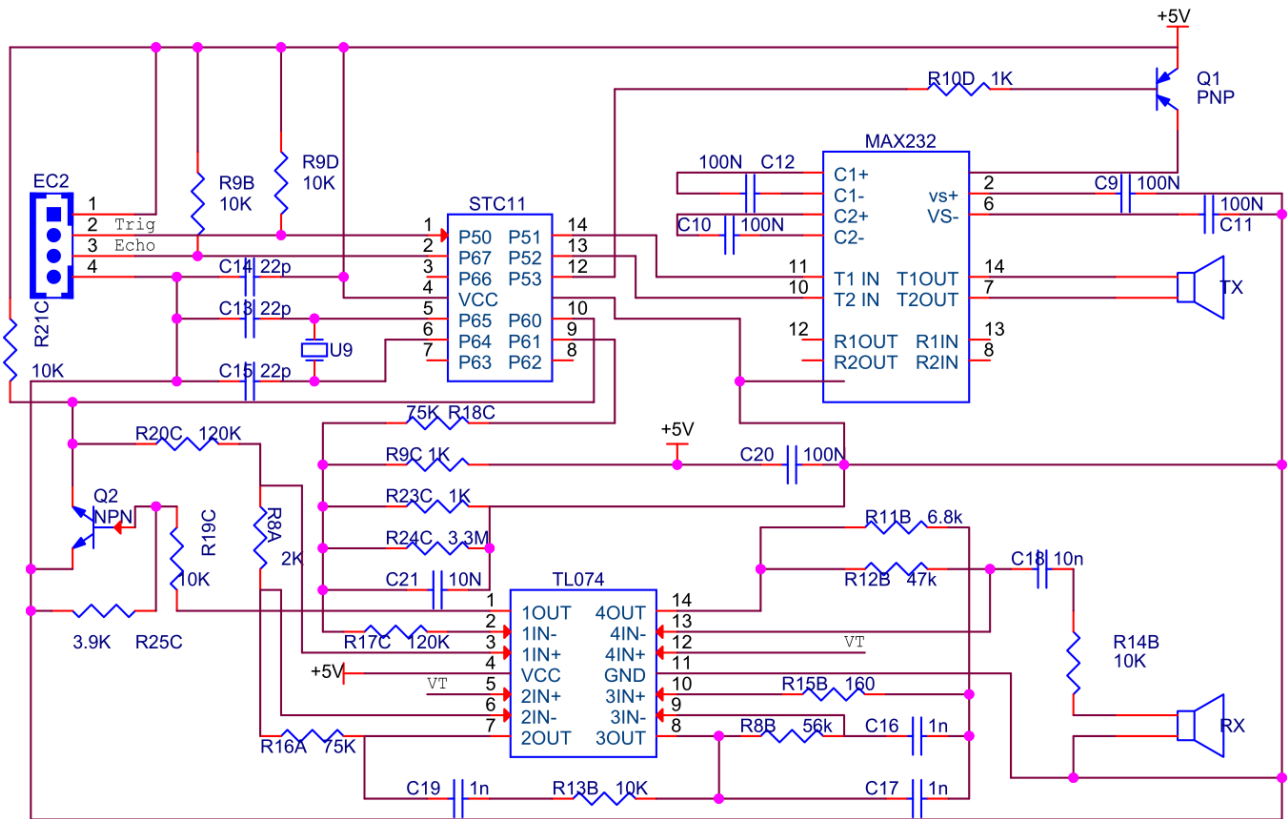 +5V
R10D 1K
Q1
PNP
MAX232
EC2
1
2 Trig
3 Echo
4
R9B
10K
R9D
10K
STC11
1 P50 P51 14
2 P67 P52 13
3 P66 P53 12
4 VCC
5 P65 P60 10
6 P64 P61 9
7 P63 P62 8
100N C12
C10 100N
C1+
C1-
C2+
C2-
vs+ 2
VS- 6
C9 100N
100N
C11
11 T1 IN T1OUT 14
10 T2 IN T2OUT 7
12 R1OUT R1IN 13
R2OUT R2IN 8
TX
C14 22p
C13 22p
C15 22p
U9
R21C
10K
75K R18C
R9C 1K
+5V
C20 100N
R23C 1K
R24C 3.3M
C21 10N
R20C 120K
Q2
NPN
R19C
10K
R8A
2K
3.9K R25C
R17C 120K
TL074
1 1OUT 4OUT 14
2 1IN- 4IN- 13
3 1IN+ 4IN+ 12
4 VCC GND 11
5 2IN+ 3IN+ 10
6 2IN- 3IN- 9
7 2OUT 3OUT 8
+5V
VT
VT
R11B 6.8k
R12B 47k
C18 10n
R14B
10K
RX
R15B 160
R8B 56k
C16 1n
R16A 75K
C19 1n
R13B 10K
C17 1n